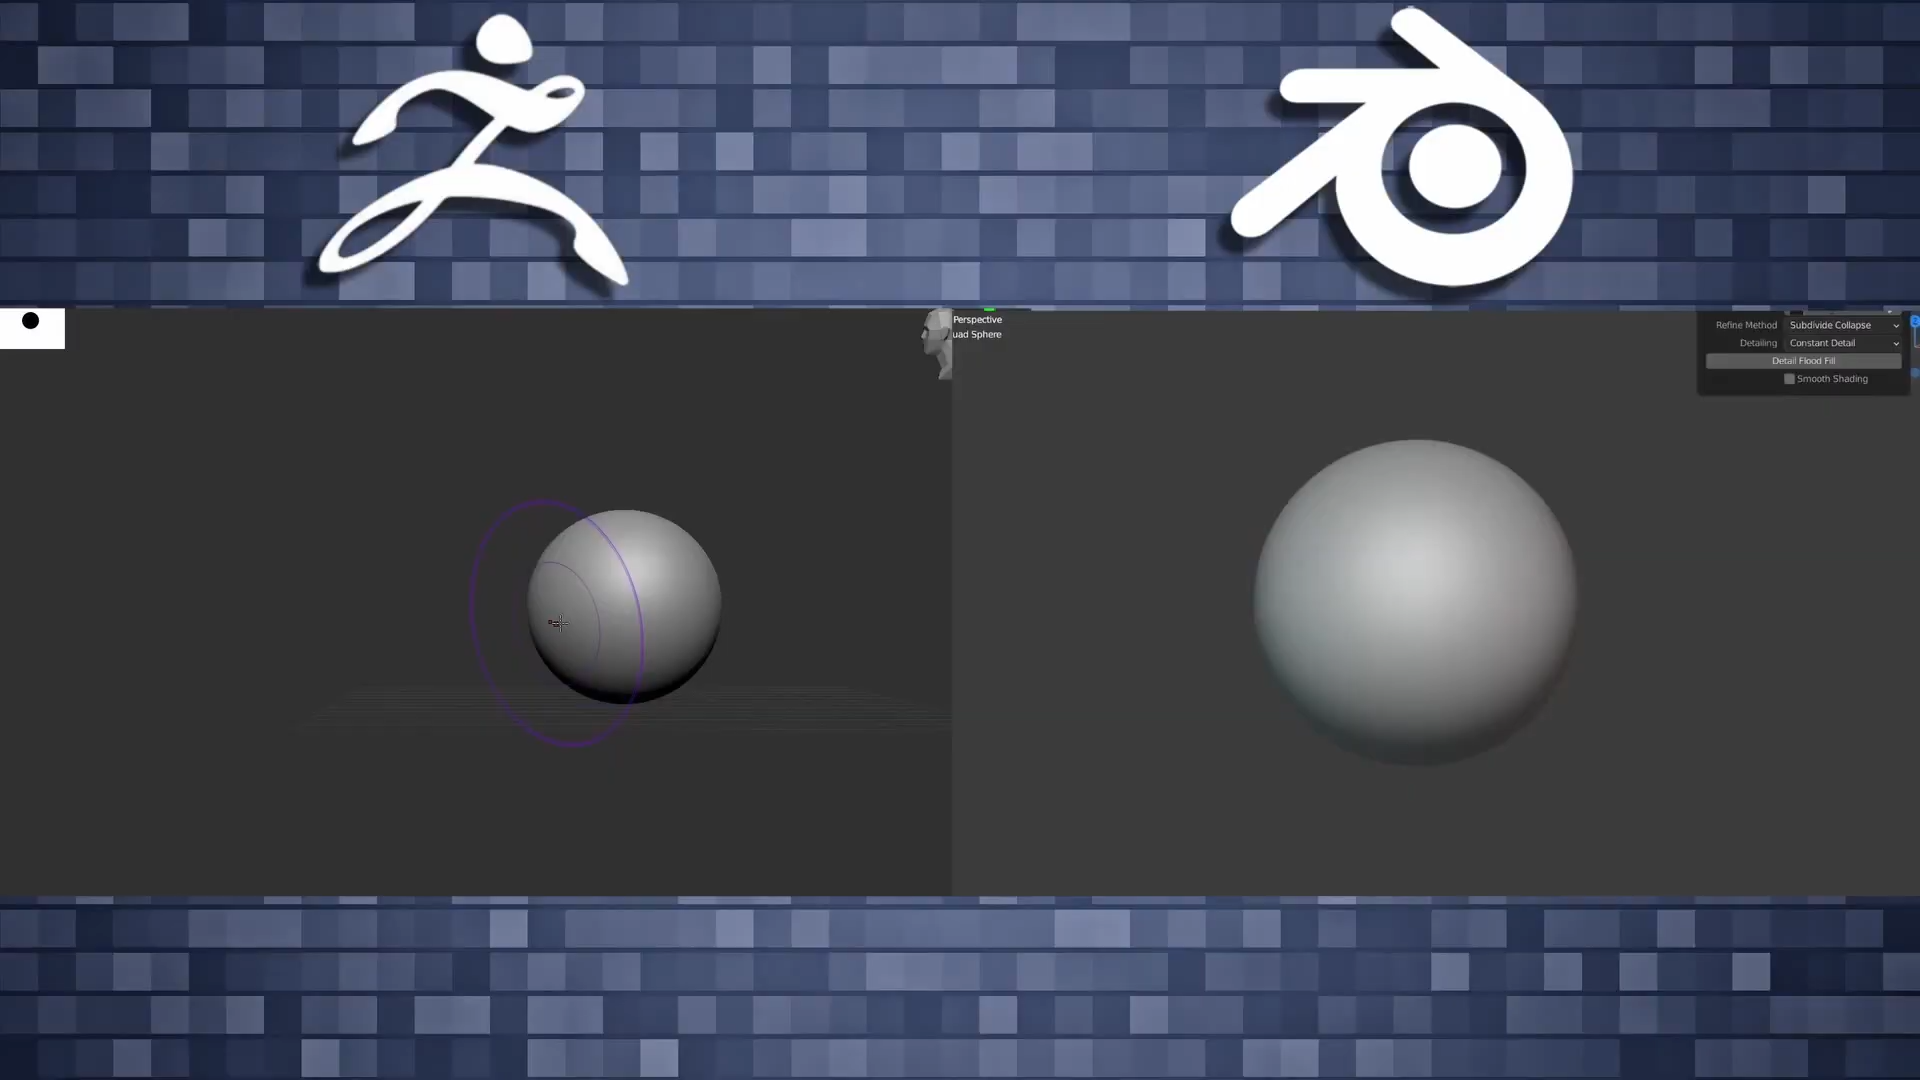 Perspective
uad Sphere
Refine Method Subdivide Collapse
Detailing Constant Detail
Detail Flood Fill
Smooth Shading